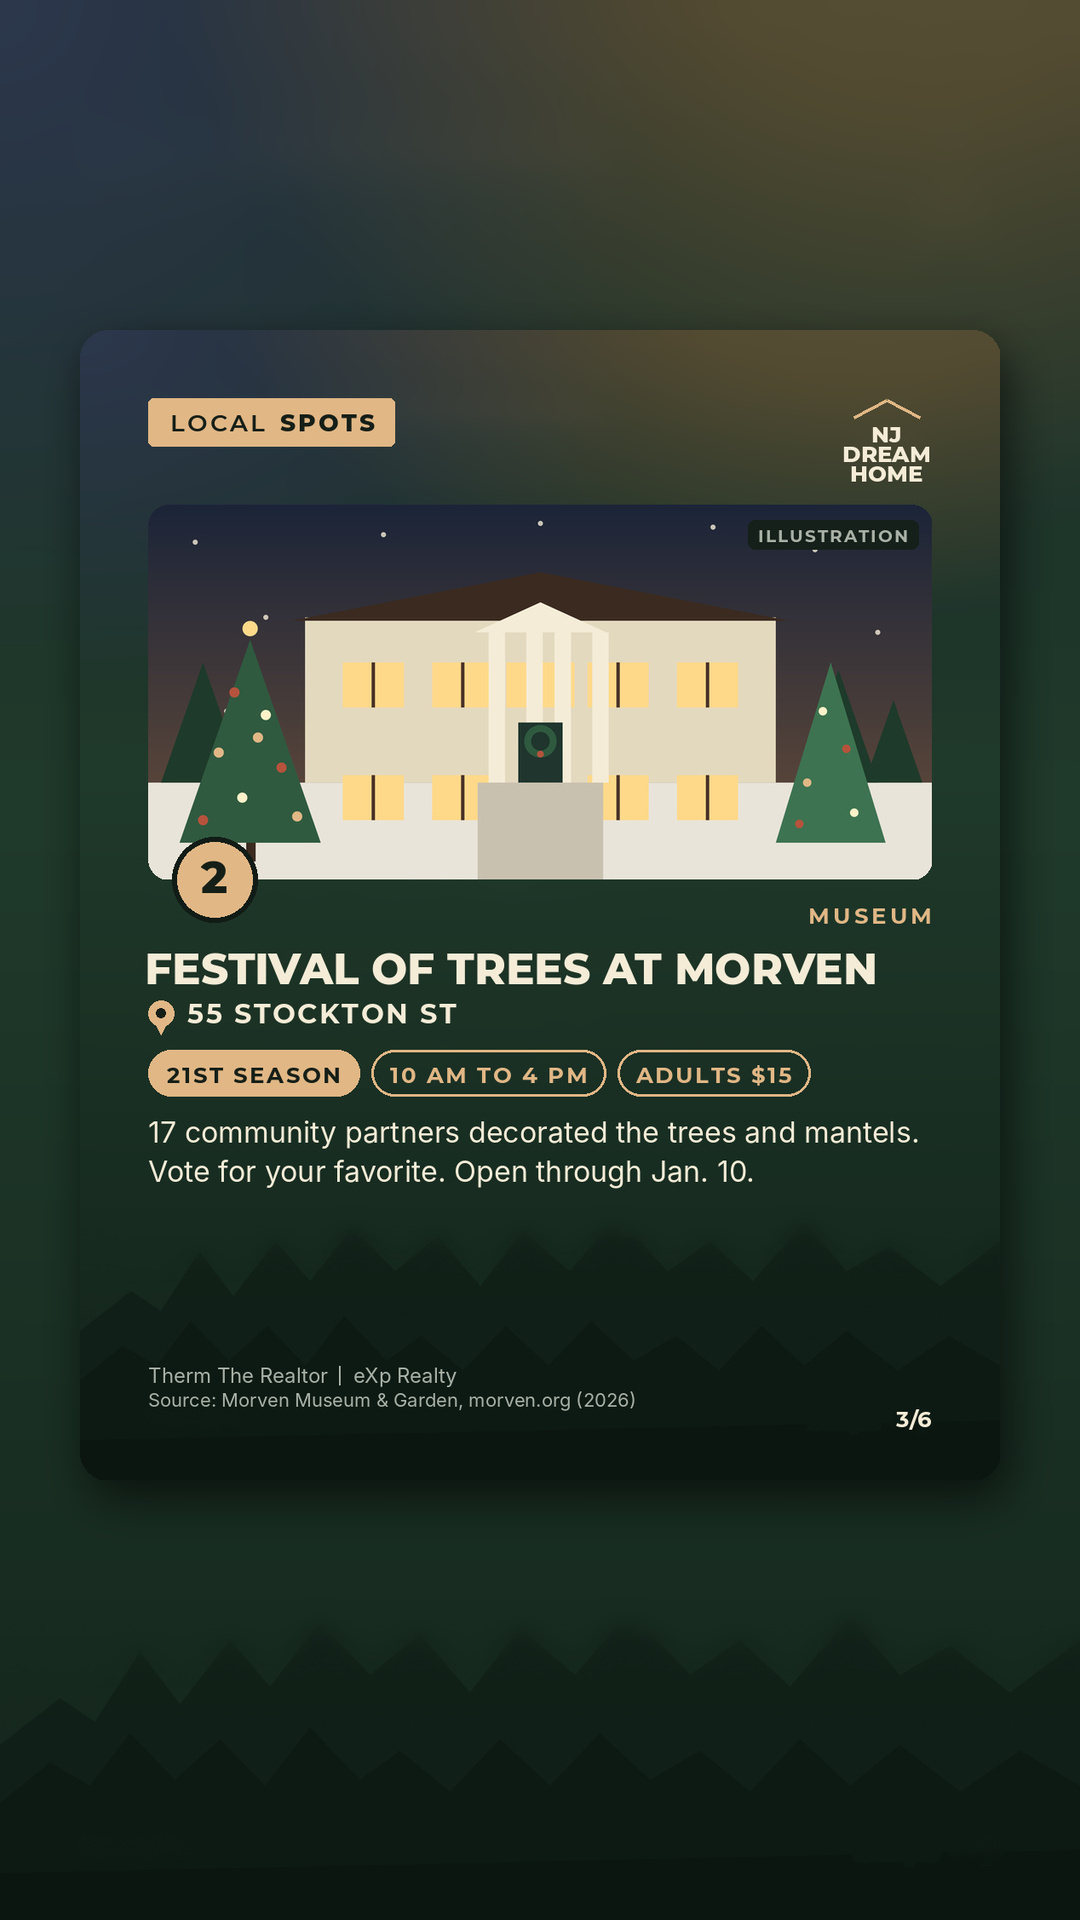 LOCAL SPOTS
NJ
DREAM
HOME
ILLUSTRATION
2
MUSEUM
FESTIVAL OF TREES AT MORVEN
55 STOCKTON ST
21ST SEASON
10 AM TO 4 PM
ADULTS $15
17 community partners decorated the trees and mantels.
Vote for your favorite. Open through Jan. 10.
Therm The Realtor | eXp Realty
Source: Morven Museum & Garden, morven.org (2026)
3/6